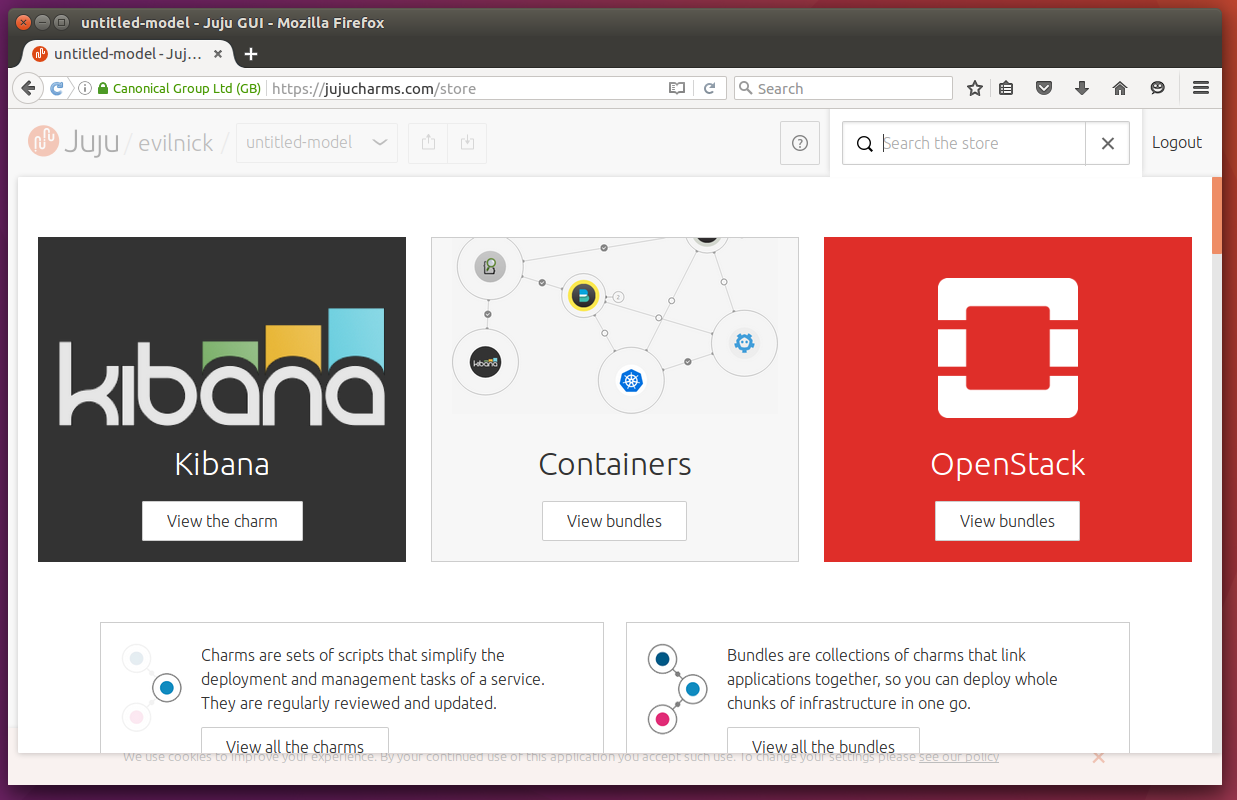 untitled-model - Juju GUI - Mozilla Firefox
untitled-model - Juj...
Canonical Group Ltd (GB)
https://jujucharms.com/store
Search
Juju / evilnick / untitled-model
Search the store
Logout
kibana
2
kibana
Kibana
Containers
OpenStack
View the charm
View bundles
View bundles
Charms are sets of scripts that simplify the
deployment and management tasks of a service.
They are regularly reviewed and updated.
View all the charms
Bundles are collections of charms that link
applications together, so you can deploy whole
chunks of infrastructure in one go.
View all the bundles
We use cookies to improve your experience. By your continued use of this application you accept such use. To change your settings please see our policy